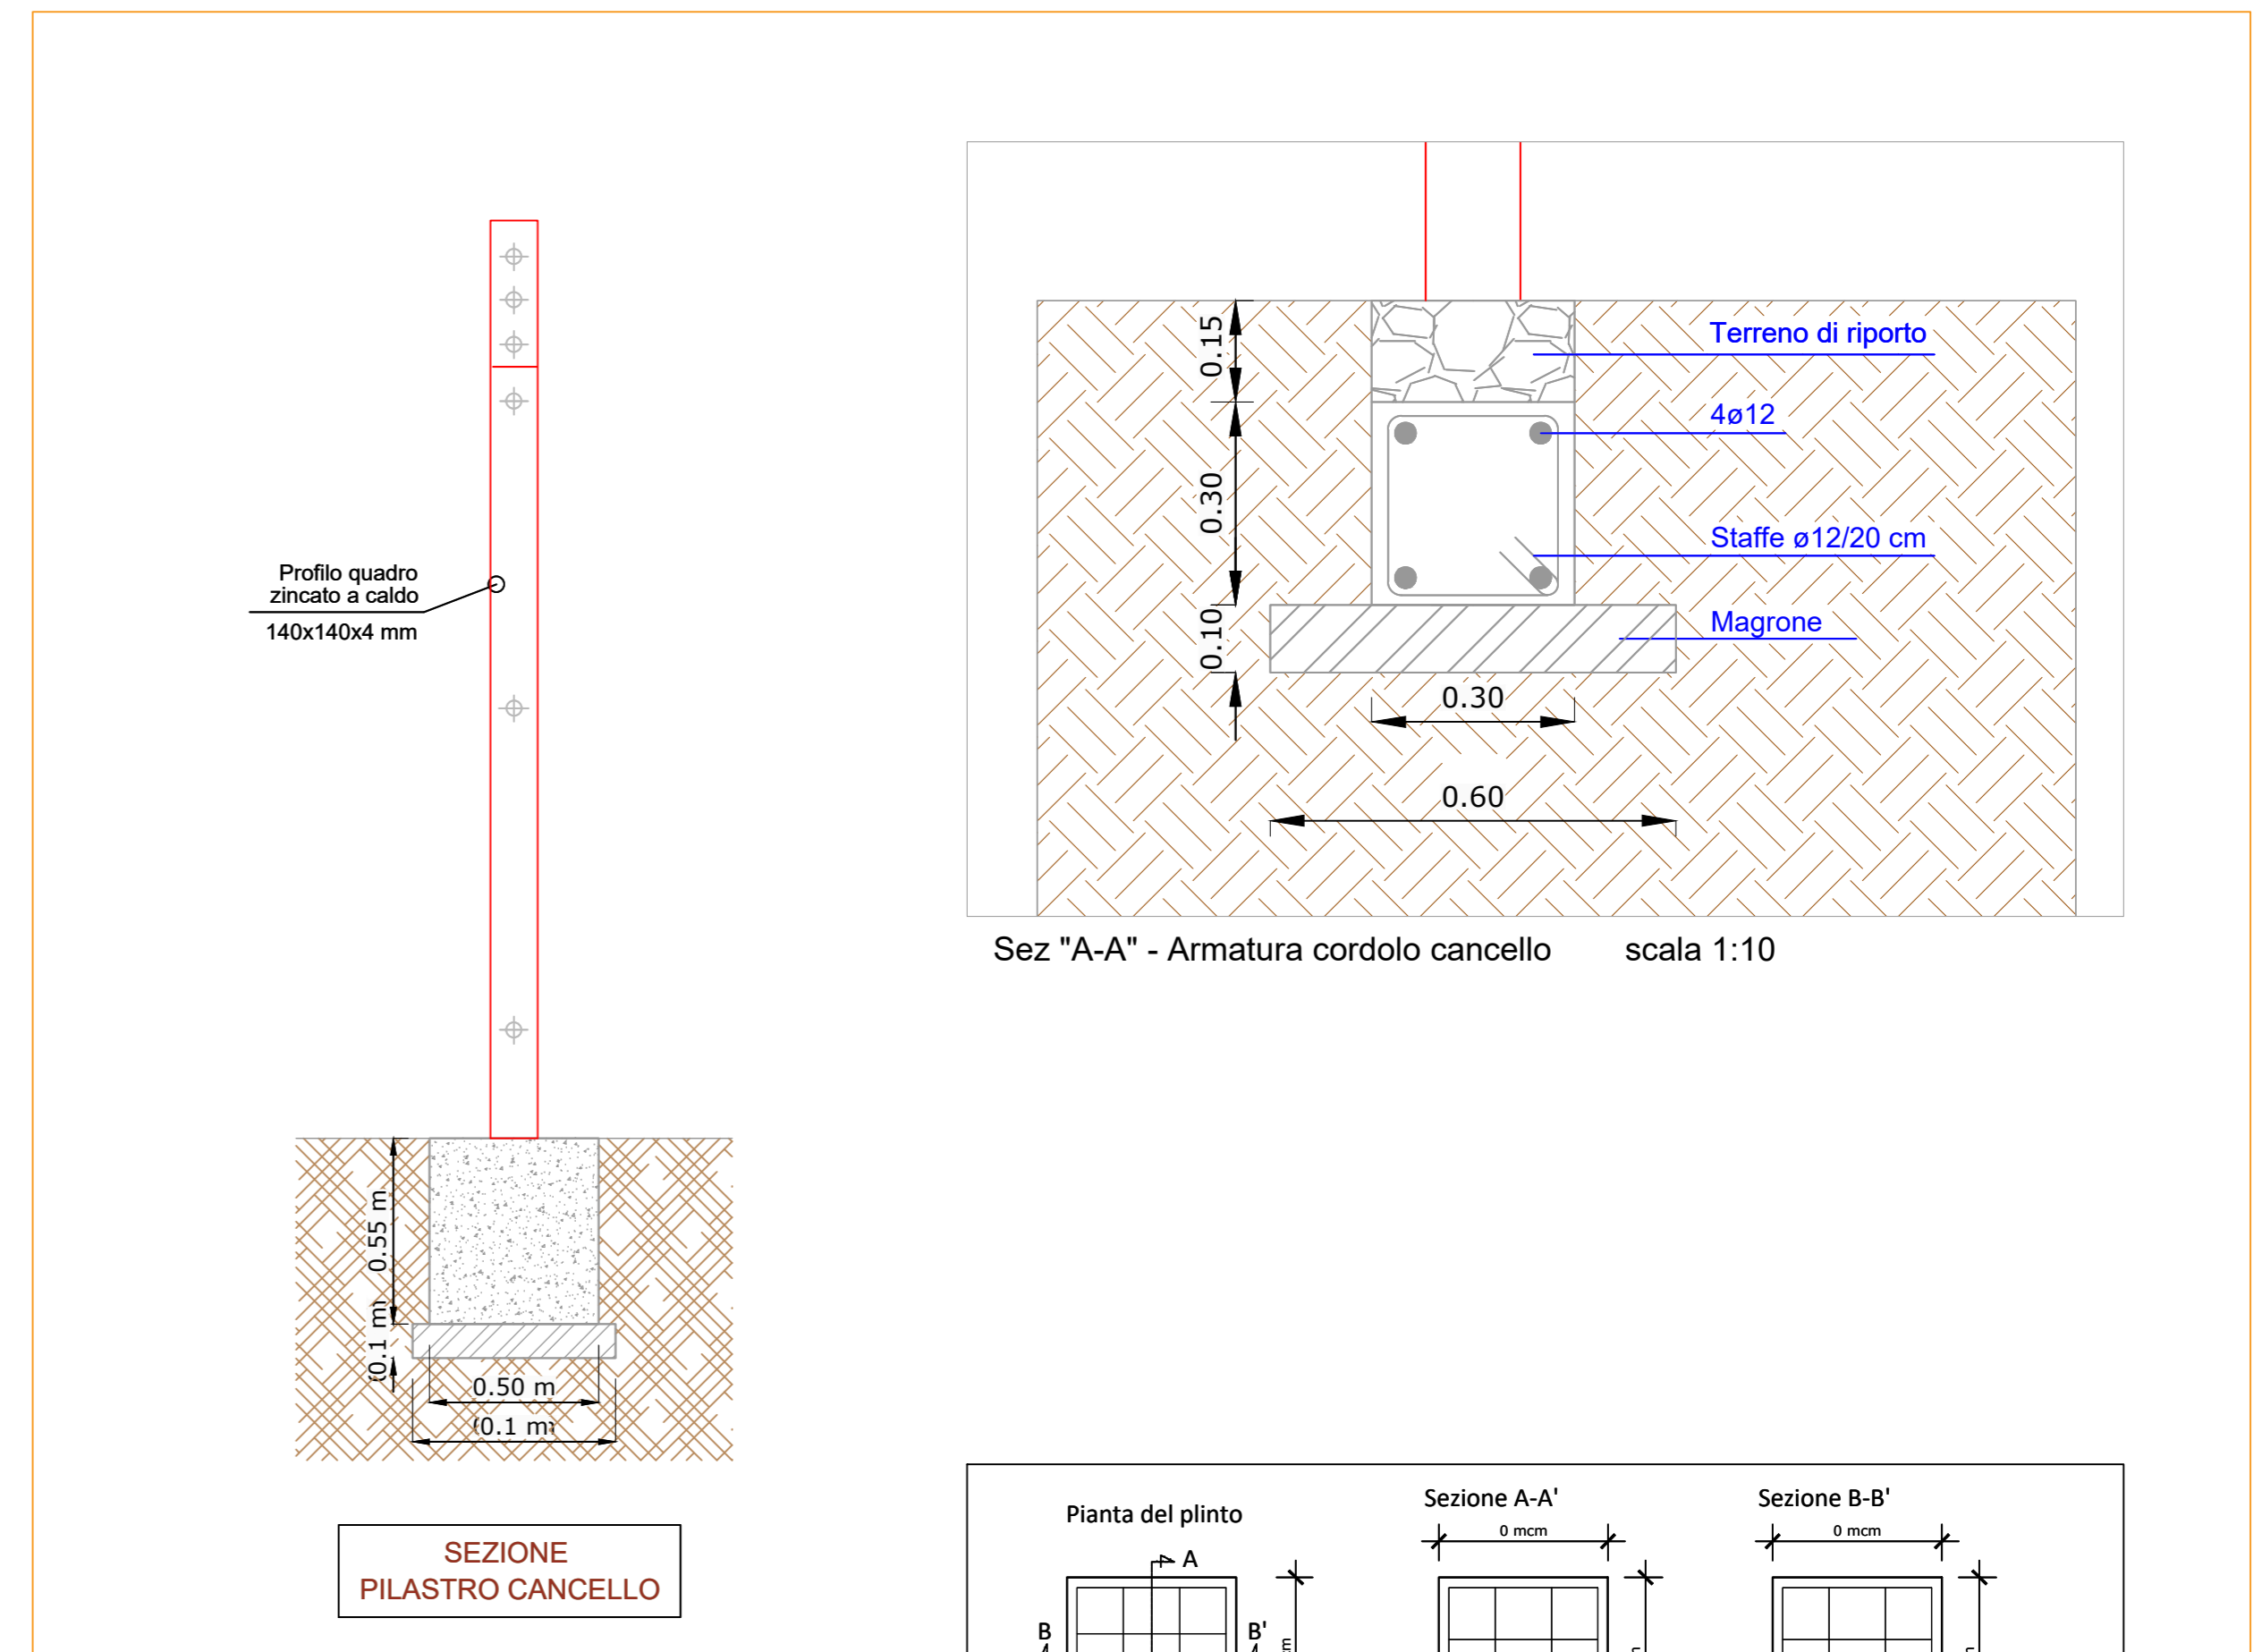 Profilo quadro
zincato a caldo
140x140x4 mm
0.55 m
0.1 m
0.50 m
0.1 m
SEZIONE
PILASTRO CANCELLO
0.15
0.30
0.10
0.30
0.60
Terreno di riporto
4ø12
Staffe ø12/20 cm
Magrone
Sez "A-A" - Armatura cordolo cancello scala 1:10
Pianta del plinto
A
B
B'
Sezione A-A'
0 mcm
Sezione B-B'
0 mcm